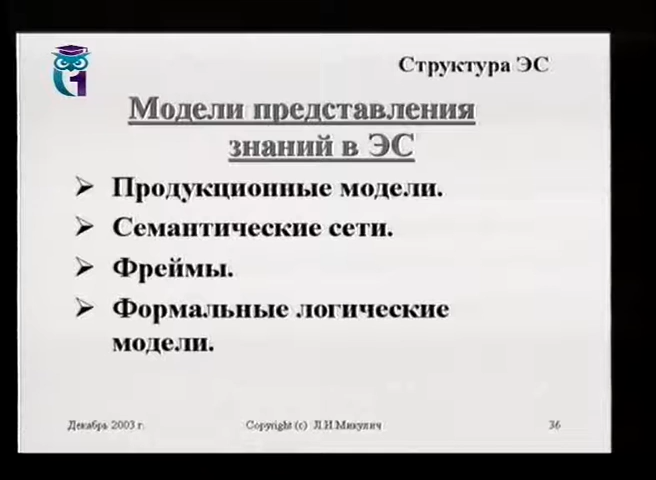 Структура ЭС
1
Модели представления
знаний в ЭС
Продукционные модели.
Семантические сети.
Фреймы.
Формальные логические
модели.
Декабрь 2003 г.
Copyright (c) Л.И.Микулич
36